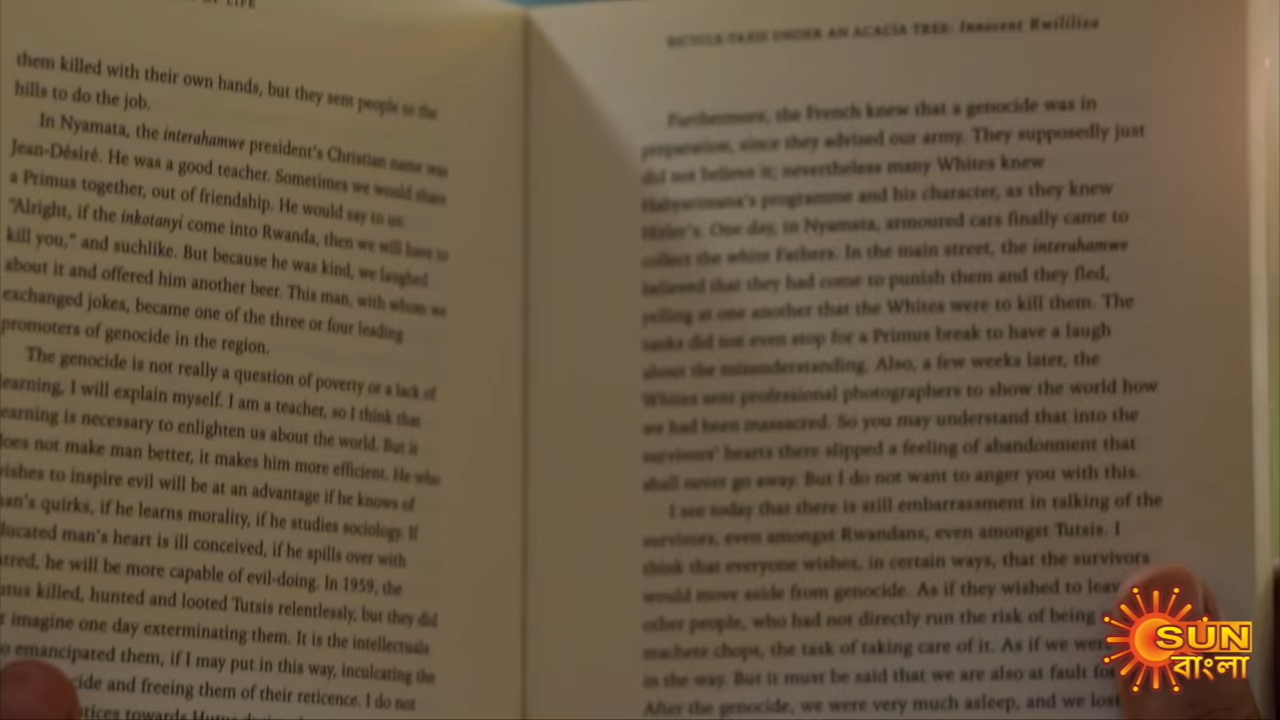 OF LIFE
them killed with their own hands, but they sent people to the
hills to do the job.
In Nyamata, the interahamwe president's Christian name was
Jean-Désiré. He was a good teacher. Sometimes we would share
a Primus together, out of friendship. He would say to us:
"Alright, if the inkotanyi come into Rwanda, then we will have to
kill you," and suchlike. But because he was kind, we laughed
about it and offered him another beer. This man, with whom we
exchanged jokes, became one of the three or four leading
promoters of genocide in the region.
The genocide is not really a question of poverty or a lack of
learning, I will explain myself. I am a teacher, so I think that
earning is necessary to enlighten us about the world. But it
does not make man better, it makes him more efficient. He who
wishes to inspire evil will be at an advantage if he knows of
an's quirks, if he learns morality, if he studies sociology. If
ducated man's heart is ill conceived, if he spills over with
tred, he will be more capable of evil-doing. In 1959, the
utus killed, hunted and looted Tutsis relentlessly, but they did
imagine one day exterminating them. It is the intellectuals
o emancipated them, if I may put in this way, inculcating the
cide and freeing them of their reticence. I do not
tices towards Hutus
BICYCLE-TAXIS UNDER AN ACACIA TREE: Innocent Rwililiza
Furthermore, the French knew that a genocide was in
preparation, since they advised our army. They supposedly just
did not believe it; nevertheless many Whites knew
Habyarimana's programme and his character, as they knew
Hitler's. One day, in Nyamata, armoured cars finally came to
collect the white Fathers. In the main street, the interahamwe
believed that they had come to punish them and they fled,
yelling at one another that the Whites were to kill them. The
tanks did not even stop for a Primus break to have a laugh
about the misunderstanding. Also, a few weeks later, the
Whites sent professional photographers to show the world how
we had been massacred. So you may understand that into the
survivors' hearts there slipped a feeling of abandonment that
shall never go away. But I do not want to anger you with this.
I see today that there is still embarrassment in talking of the
survivors, even amongst Rwandans, even amongst Tutsis. I
think that everyone wishes, in certain ways, that the survivors
would move aside from genocide. As if they wished to leav
other people, who had not directly run the risk of being
machete chops, the task of taking care of it. As if we were
in the way. But it must be said that we are also at fault for
After the genocide, we were very much asleep, and we lost
SUN
বাংলা